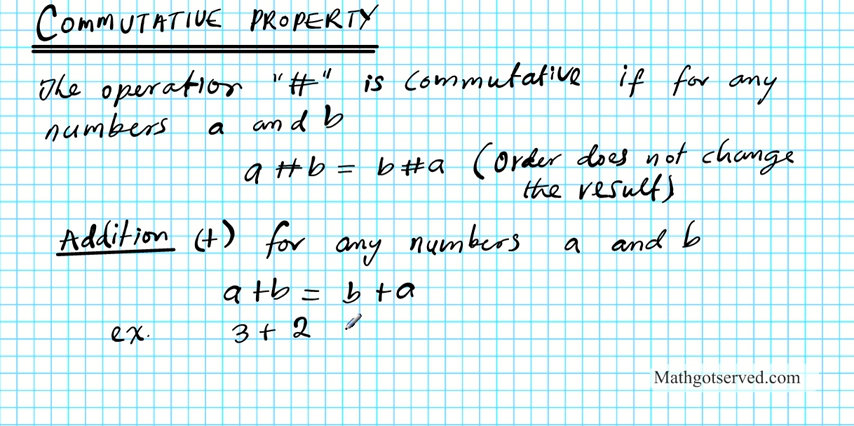 COMMUTATIVE PROPERTY
The operation "#" is commutative if for any
numbers a and b
a # b = b # a (Order does not change
the result)
Addition (+) for any numbers a and b
a + b = b + a
ex. 3 + 2
Mathgotserved.com